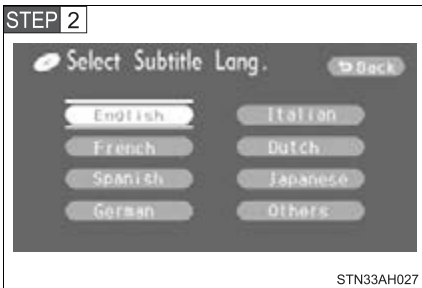 STEP 2
Select Subtitle Lang.
Back
English Italian
French Dutch
Spanish Japanese
German Others
STN33AH027